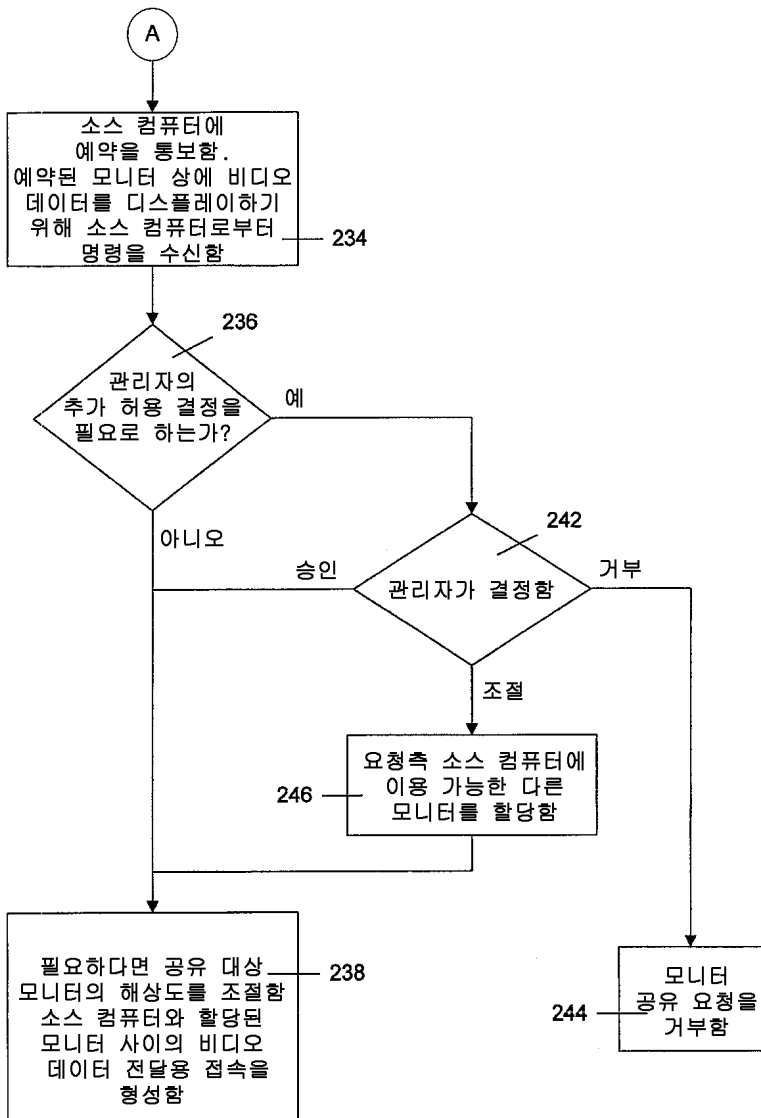 A
소스 컴퓨터에
예약을 통보함.
예약된 모니터 상에 비디오
데이터를 디스플레이하기
위해 소스 컴퓨터로부터
명령을 수신함
234
236
관리자의
추가 허용 결정을
필요로 하는가?
예
아니오
242
승인
관리자가 결정함
거부
조절
요청측 소스 컴퓨터에
이용 가능한 다른
모니터를 할당함
246
필요하다면 공유 대상
모니터의 해상도를 조절함
소스 컴퓨터와 할당된
모니터 사이의 비디오
데이터 전달용 접속을
형성함
238
모니터
공유 요청을
거부함
244